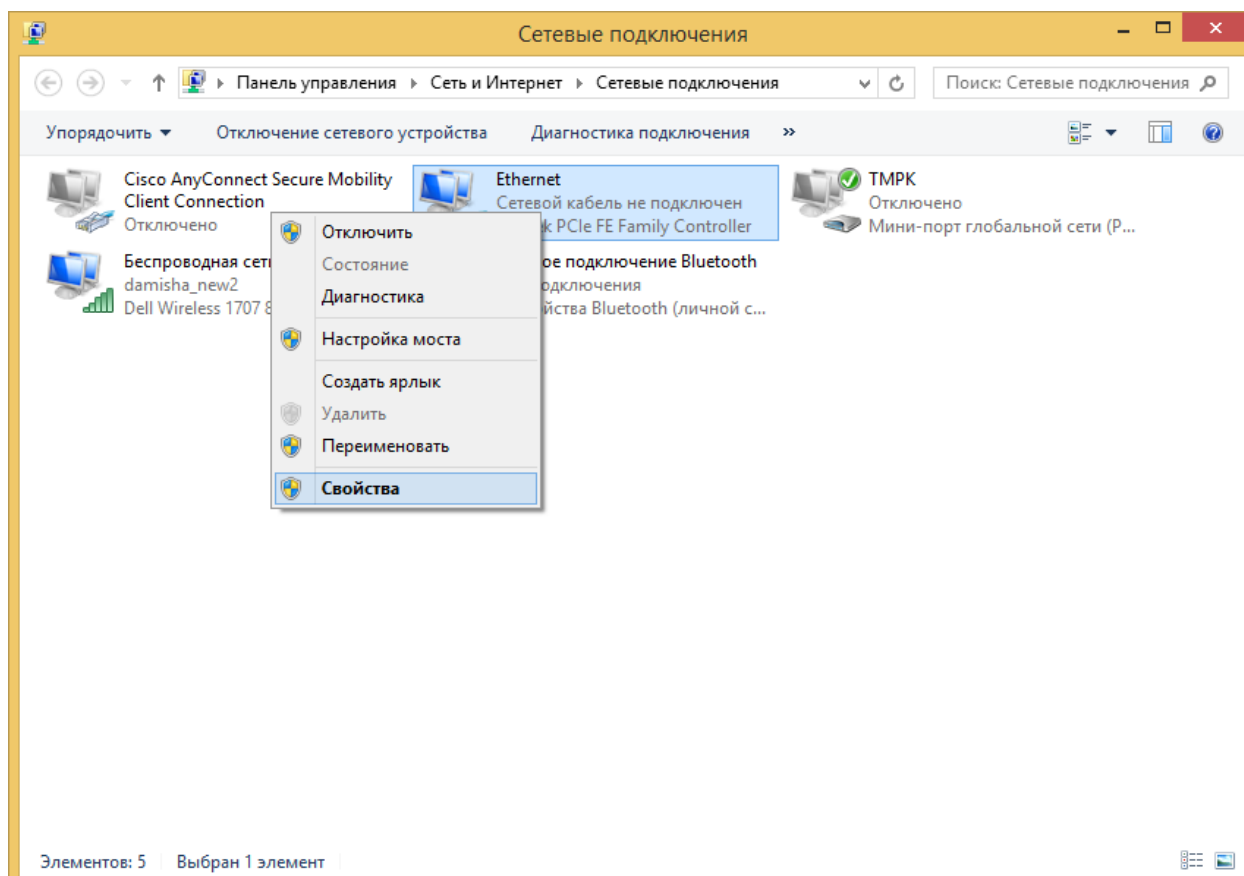 Сетевые подключения
Панель управления Сеть и Интернет Сетевые подключения
Поиск: Сетевые подключения
Упорядочить Отключение сетевого устройства Диагностика подключения »
Cisco AnyConnect Secure Mobility
Client Connection
Отключено
Ethernet
Сетевой кабель не подключен
PCIe FE Family Controller
ТМРК
Отключено
Мини-порт глобальной сети (P...
Беспроводная
damisha_new2
Dell Wireless 1707
подключение Bluetooth
Bluetooth (личной с...
Отключить
Состояние
Диагностика
Настройка моста
Создать ярлык
Удалить
Переименовать
Свойства
Элементов: 5 Выбран 1 элемент